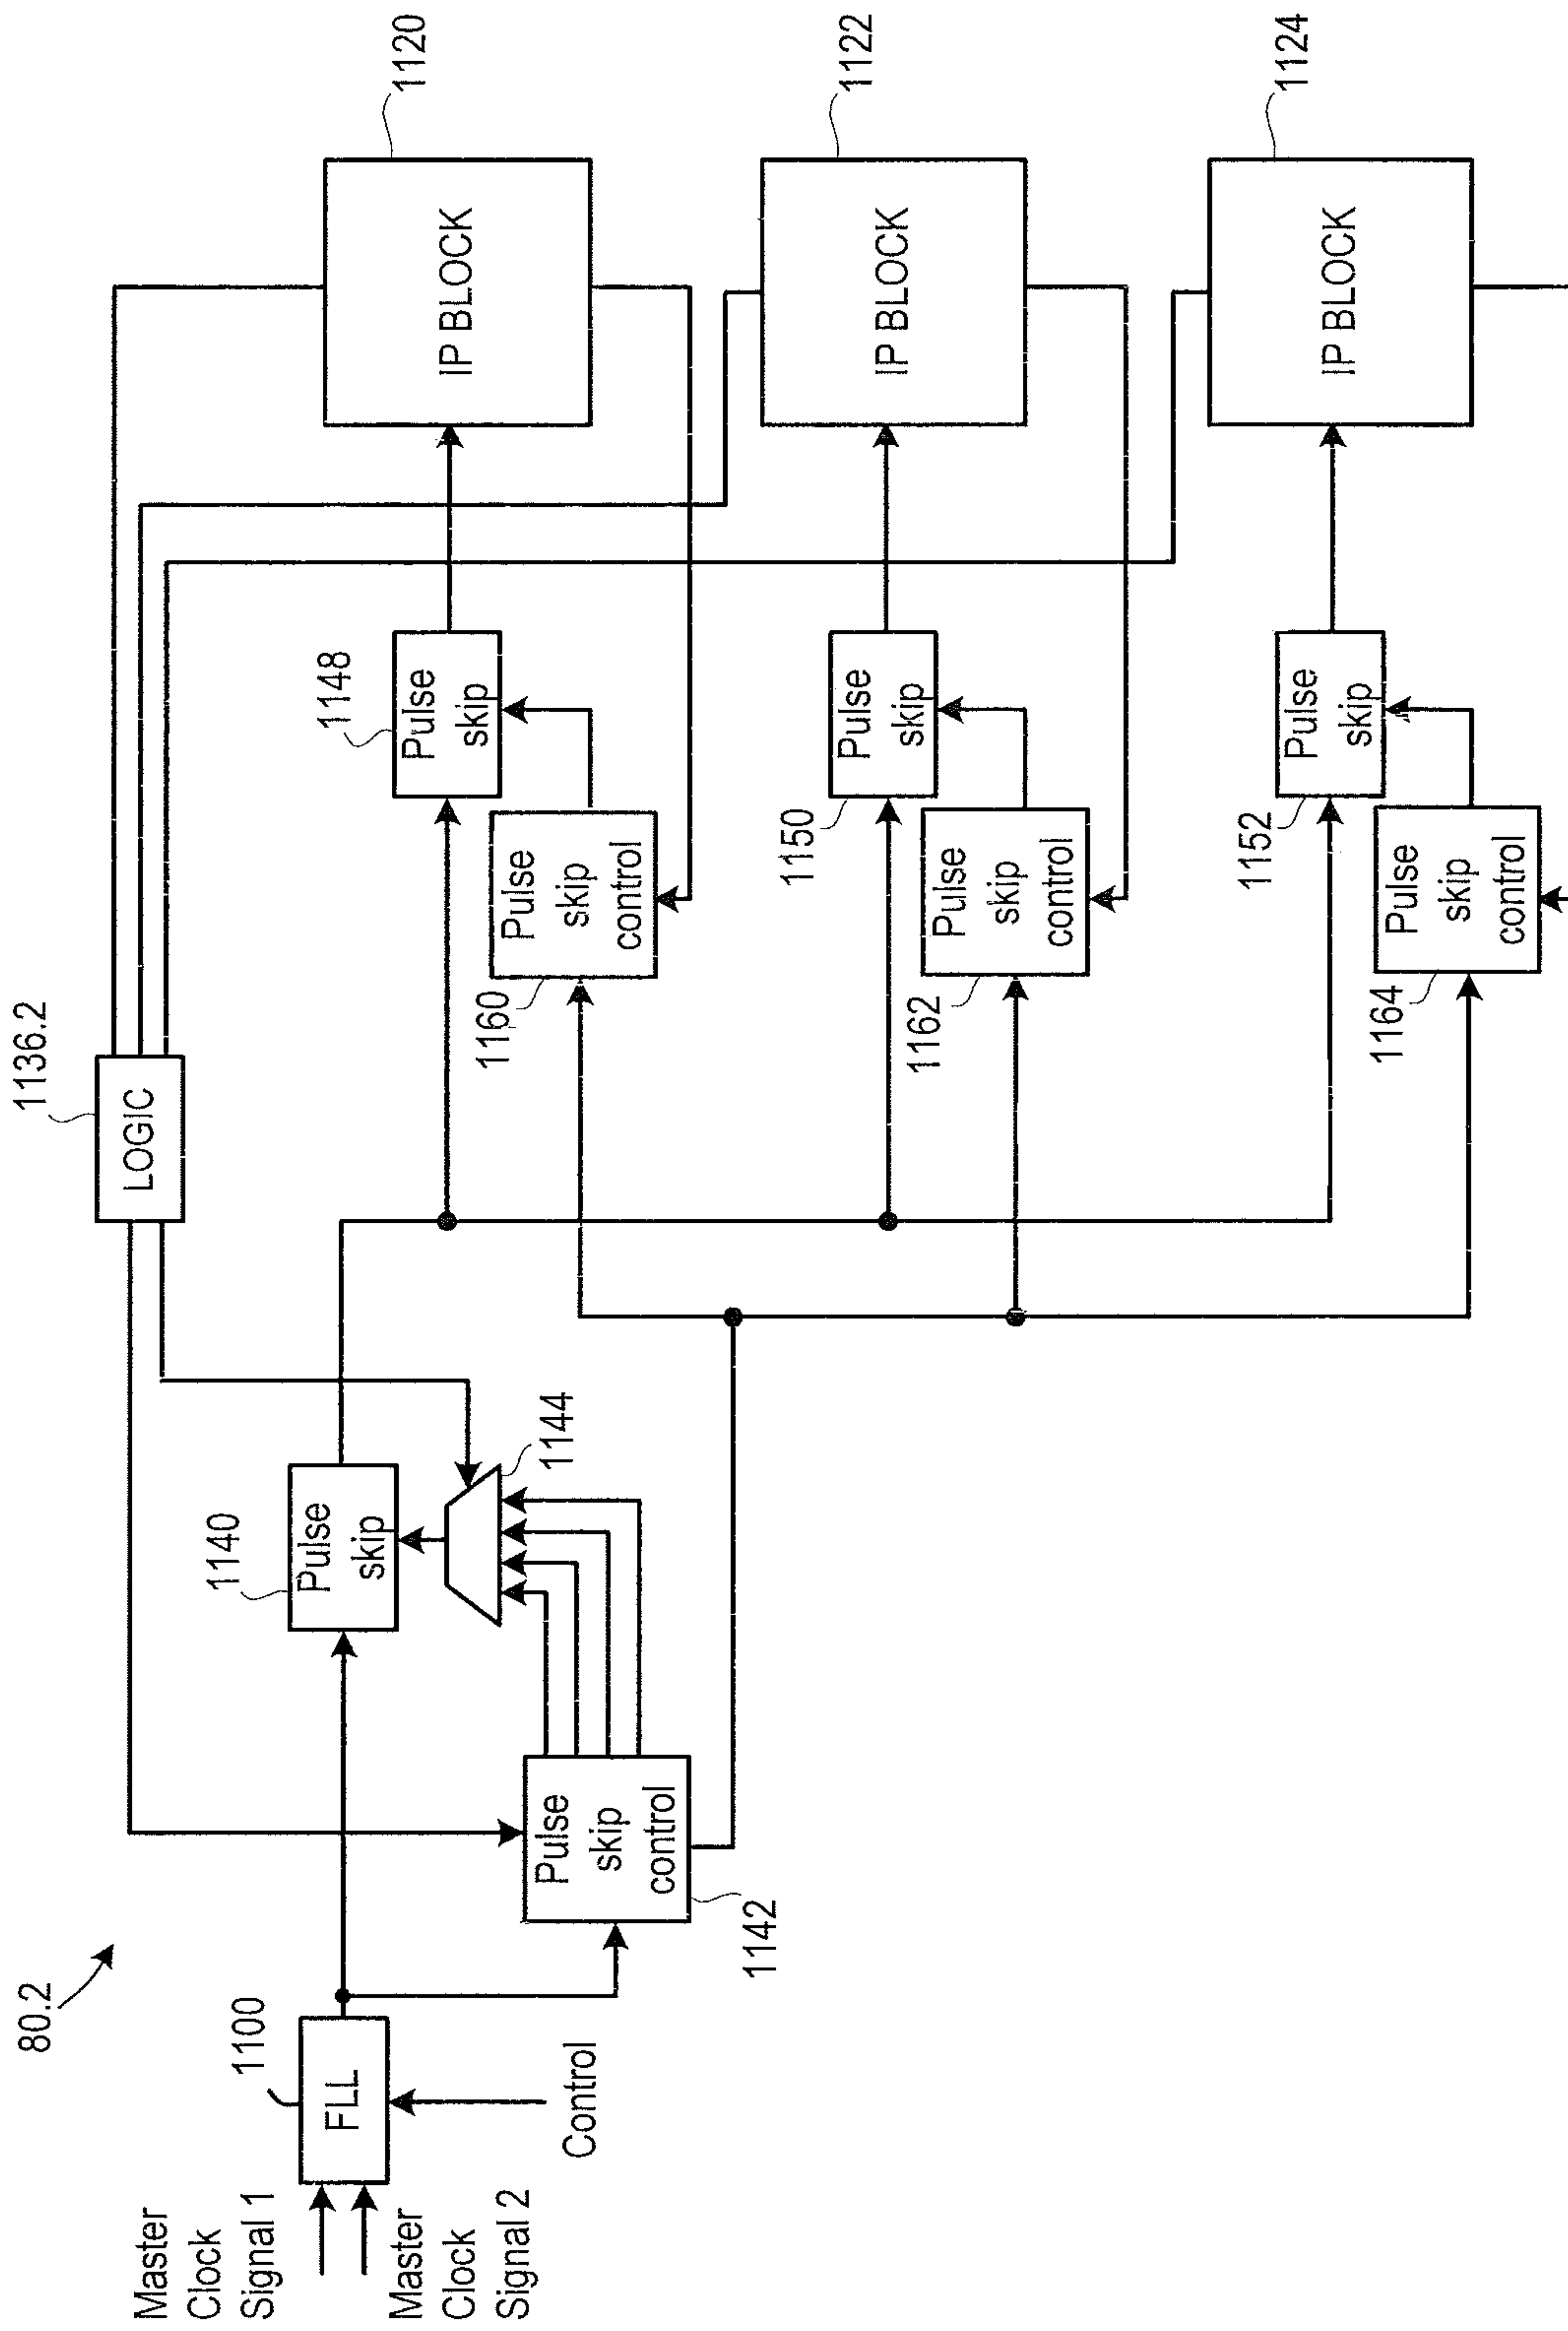 80.2
Master
Clock
Signal 1
Master
Clock
Signal 2
1100
FLL
Control
1136.2
LOGIC
1140
Pulse
skip
1144
Pulse
skip
control
1142
1148
Pulse
skip
1160
Pulse
skip
control
IP BLOCK
1120
1150
Pulse
skip
1162
Pulse
skip
control
IP BLOCK
1122
1152
Pulse
skip
1164
Pulse
skip
control
IP BLOCK
1124